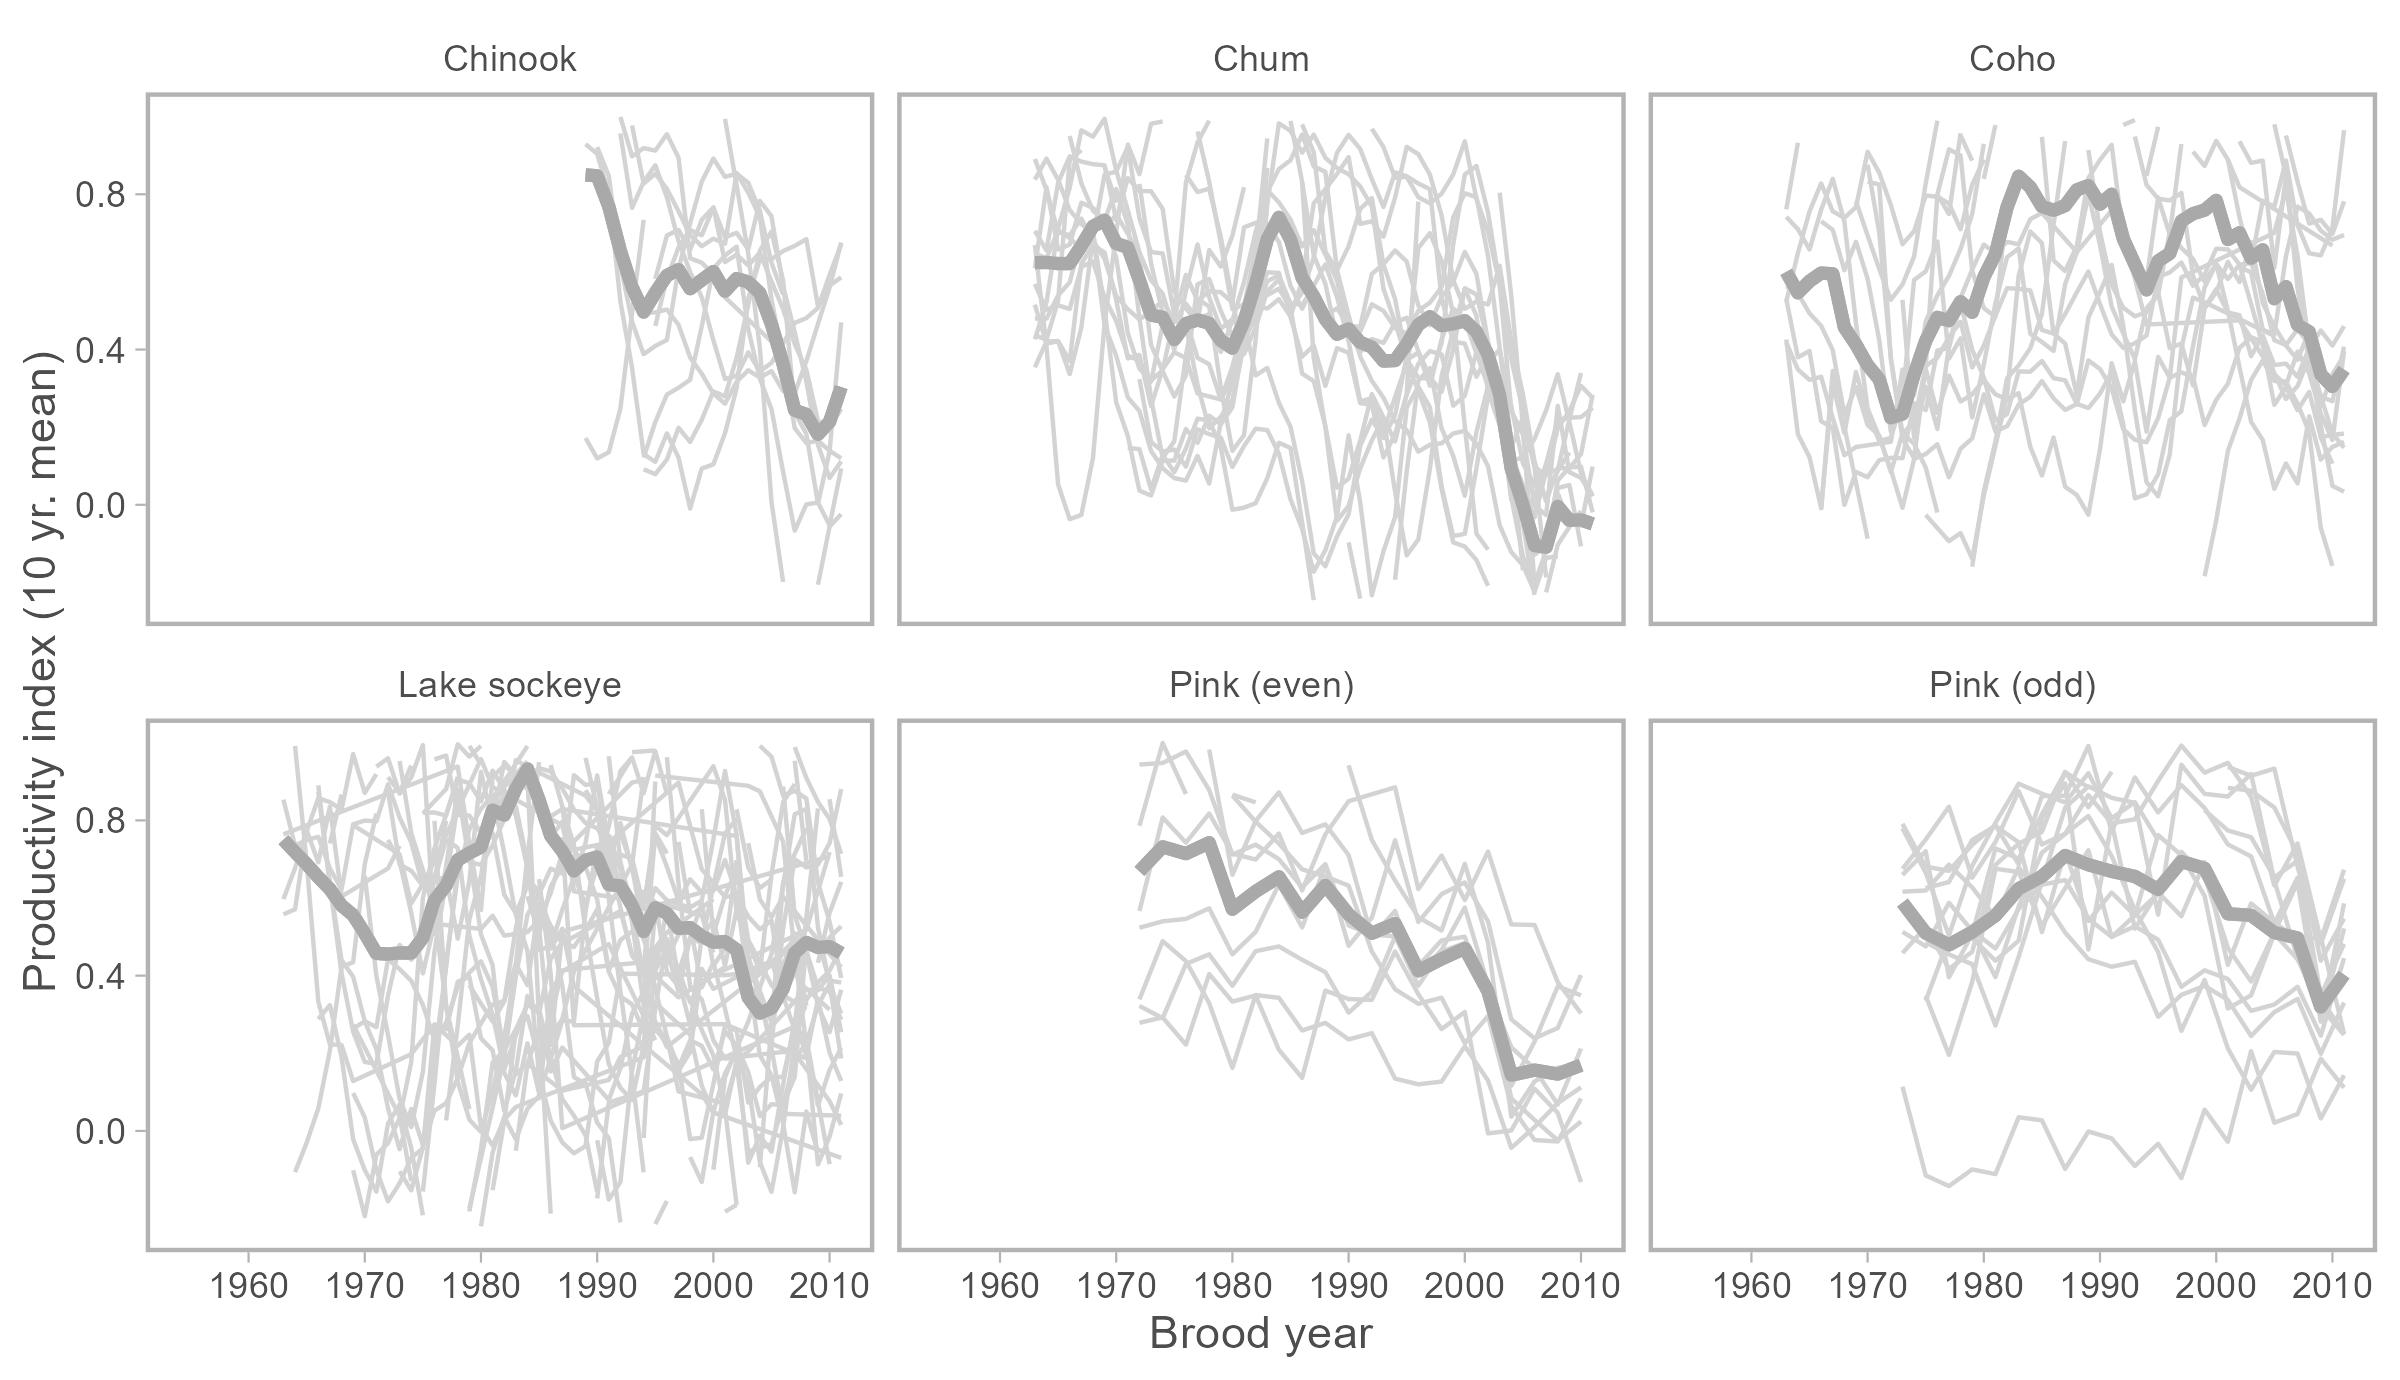 Chinook
Chum
Coho
0.8
0.4
0.0
Productivity index (10 yr. mean)
Lake sockeye
Pink (even)
Pink (odd)
0.8
0.4
0.0
1960 1970 1980 1990 2000 2010
1960 1970 1980 1990 2000 2010
1960 1970 1980 1990 2000 2010
Brood year